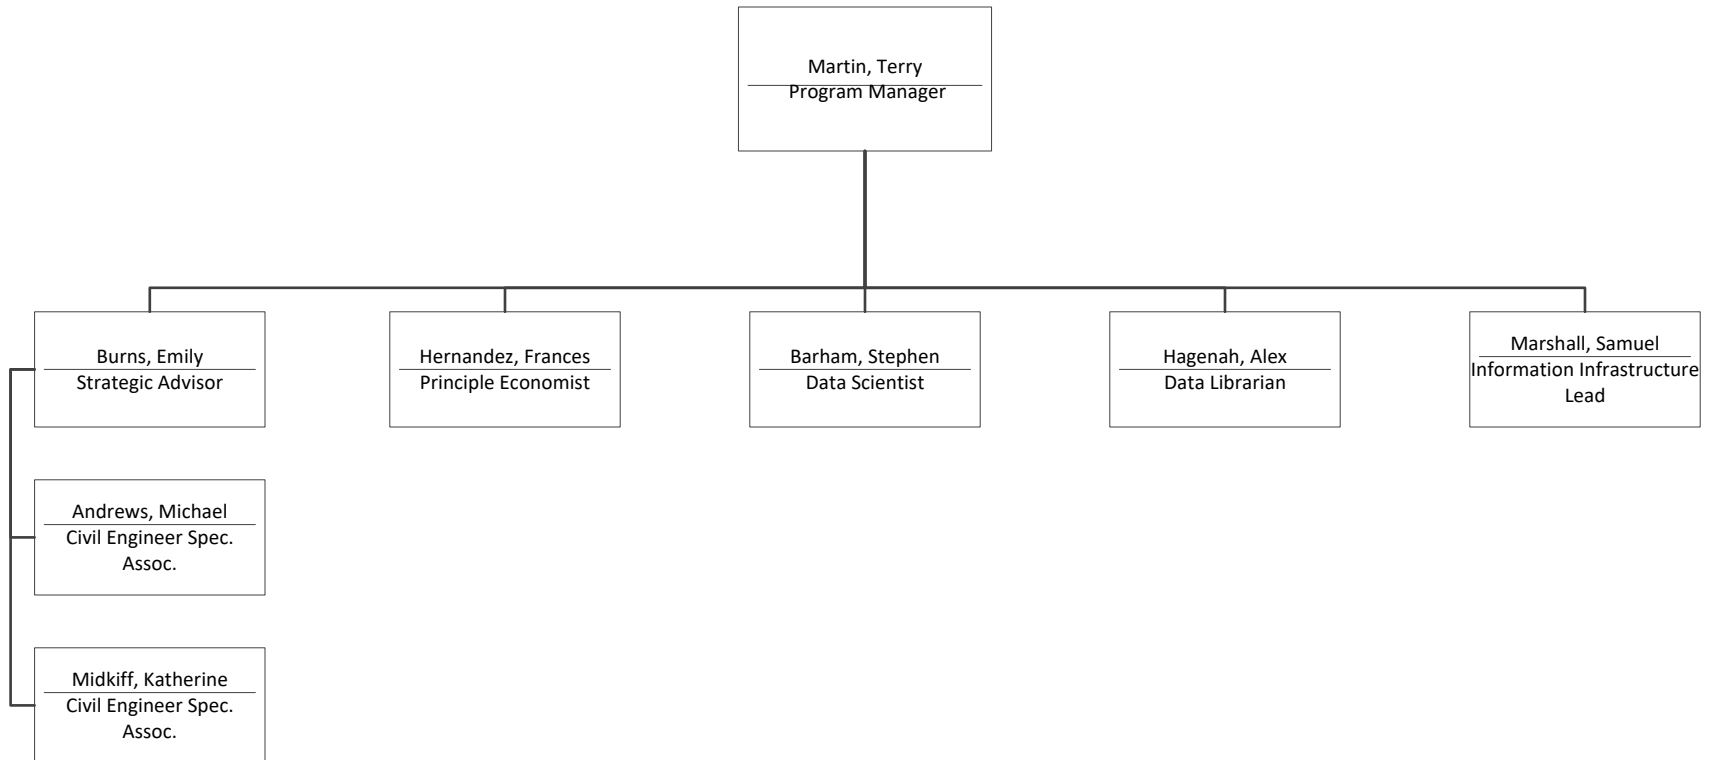 Martin, Terry
Program Manager
Burns, Emily
Strategic Advisor
Hernandez, Frances
Principle Economist
Barham, Stephen
Data Scientist
Hagenah, Alex
Data Librarian
Marshall, Samuel
Information Infrastructure
Lead
Andrews, Michael
Civil Engineer Spec.
Assoc.
Midkiff, Katherine
Civil Engineer Spec.
Assoc.